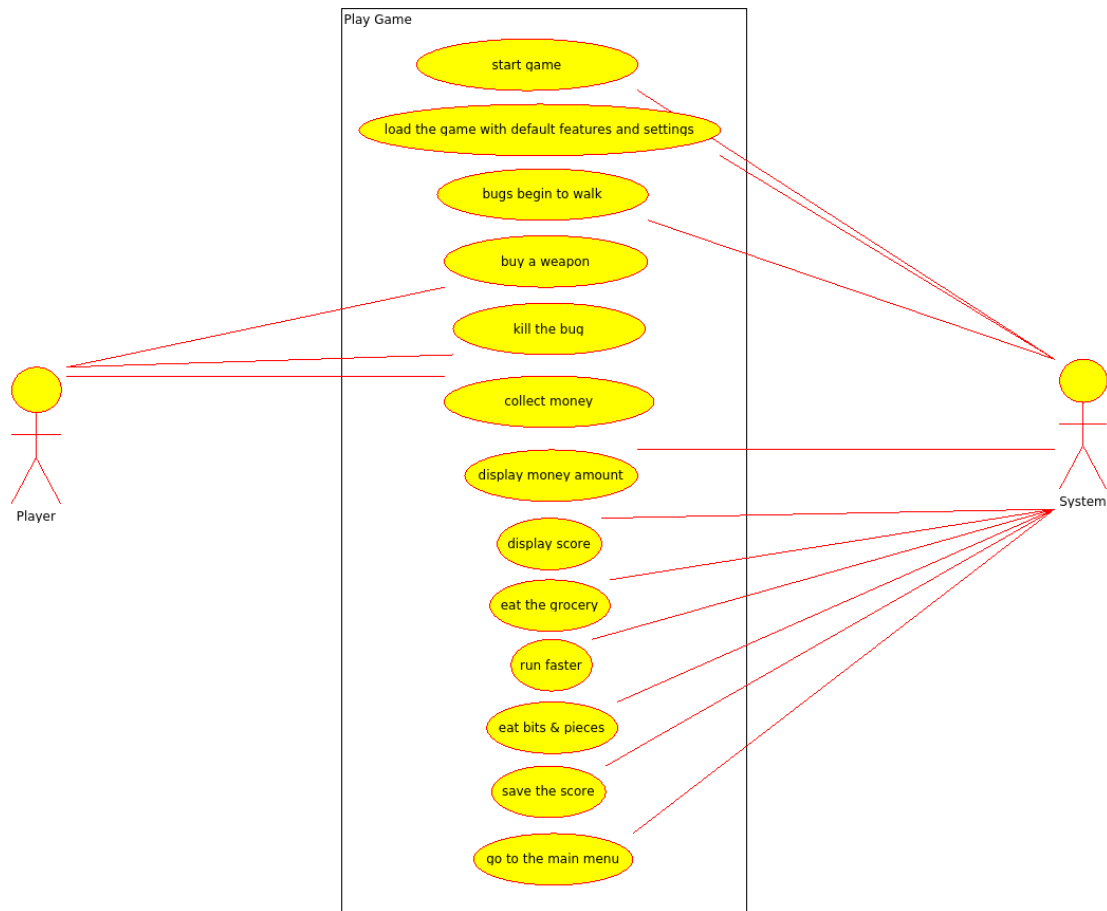 Play Game
start game
load the game with default features and settings
bugs begin to walk
buy a weapon
kill the bug
collect money
display money amount
Player
System
display score
eat the grocery
run faster
eat bits & pieces
save the score
go to the main menu